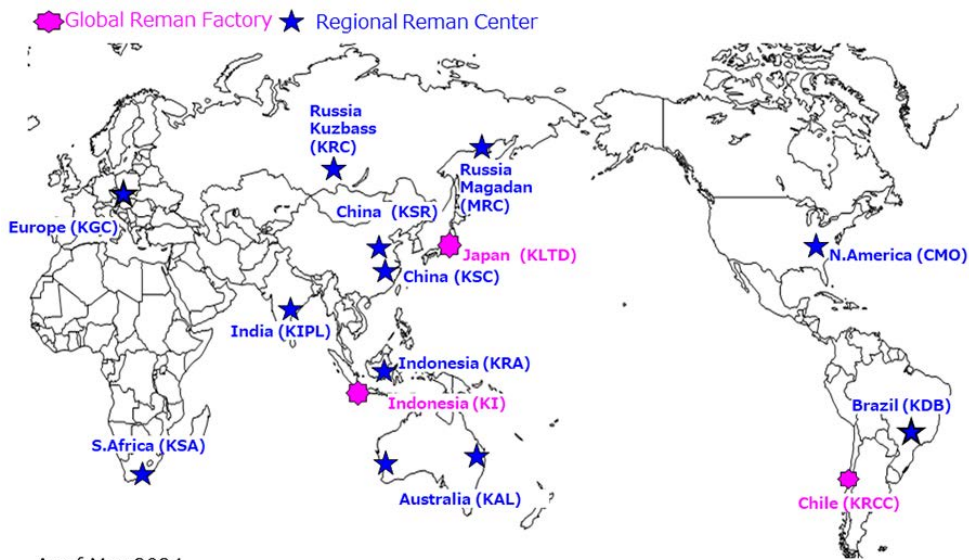 Global Reman Factory
Regional Reman Center
Russia
Kuzbass
(KRC)
Russia
Magadan
(MRC)
Europe (KGC)
China (KSR)
Japan (KLTD)
N.America (CMO)
China (KSC)
India (KIPL)
Indonesia (KRA)
Indonesia (KI)
Brazil (KDB)
S.Africa (KSA)
Australia (KAL)
Chile (KRCC)